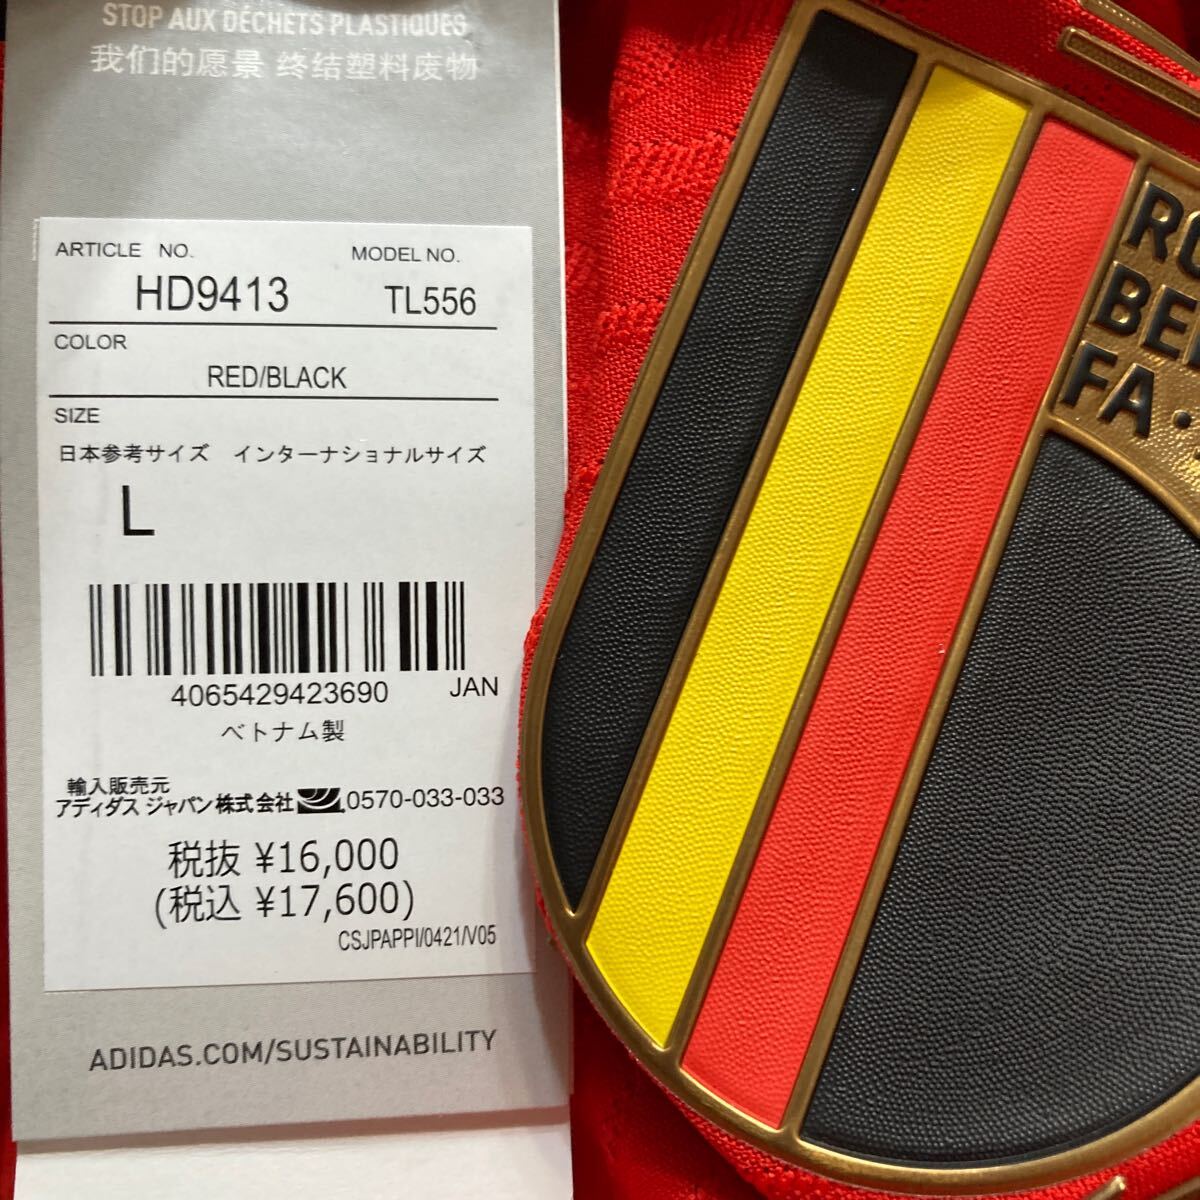 STOP AUX DÉCHETS PLASTIQUES
我们的愿景 终结塑料废物
ARTICLE NO.
MODEL NO.
HD9413
TL556
COLOR
RED/BLACK
SIZE
日本参考サイズ インターナショナルサイズ
L
4065429423690
JAN
ベトナム製
輸入販売元
アディダス ジャパン株式会社 0570-033-033
税抜 ¥16,000
(税込 ¥17,600)
CSJPAPPI/0421/V05
ADIDAS.COM/SUSTAINABILITY
FA